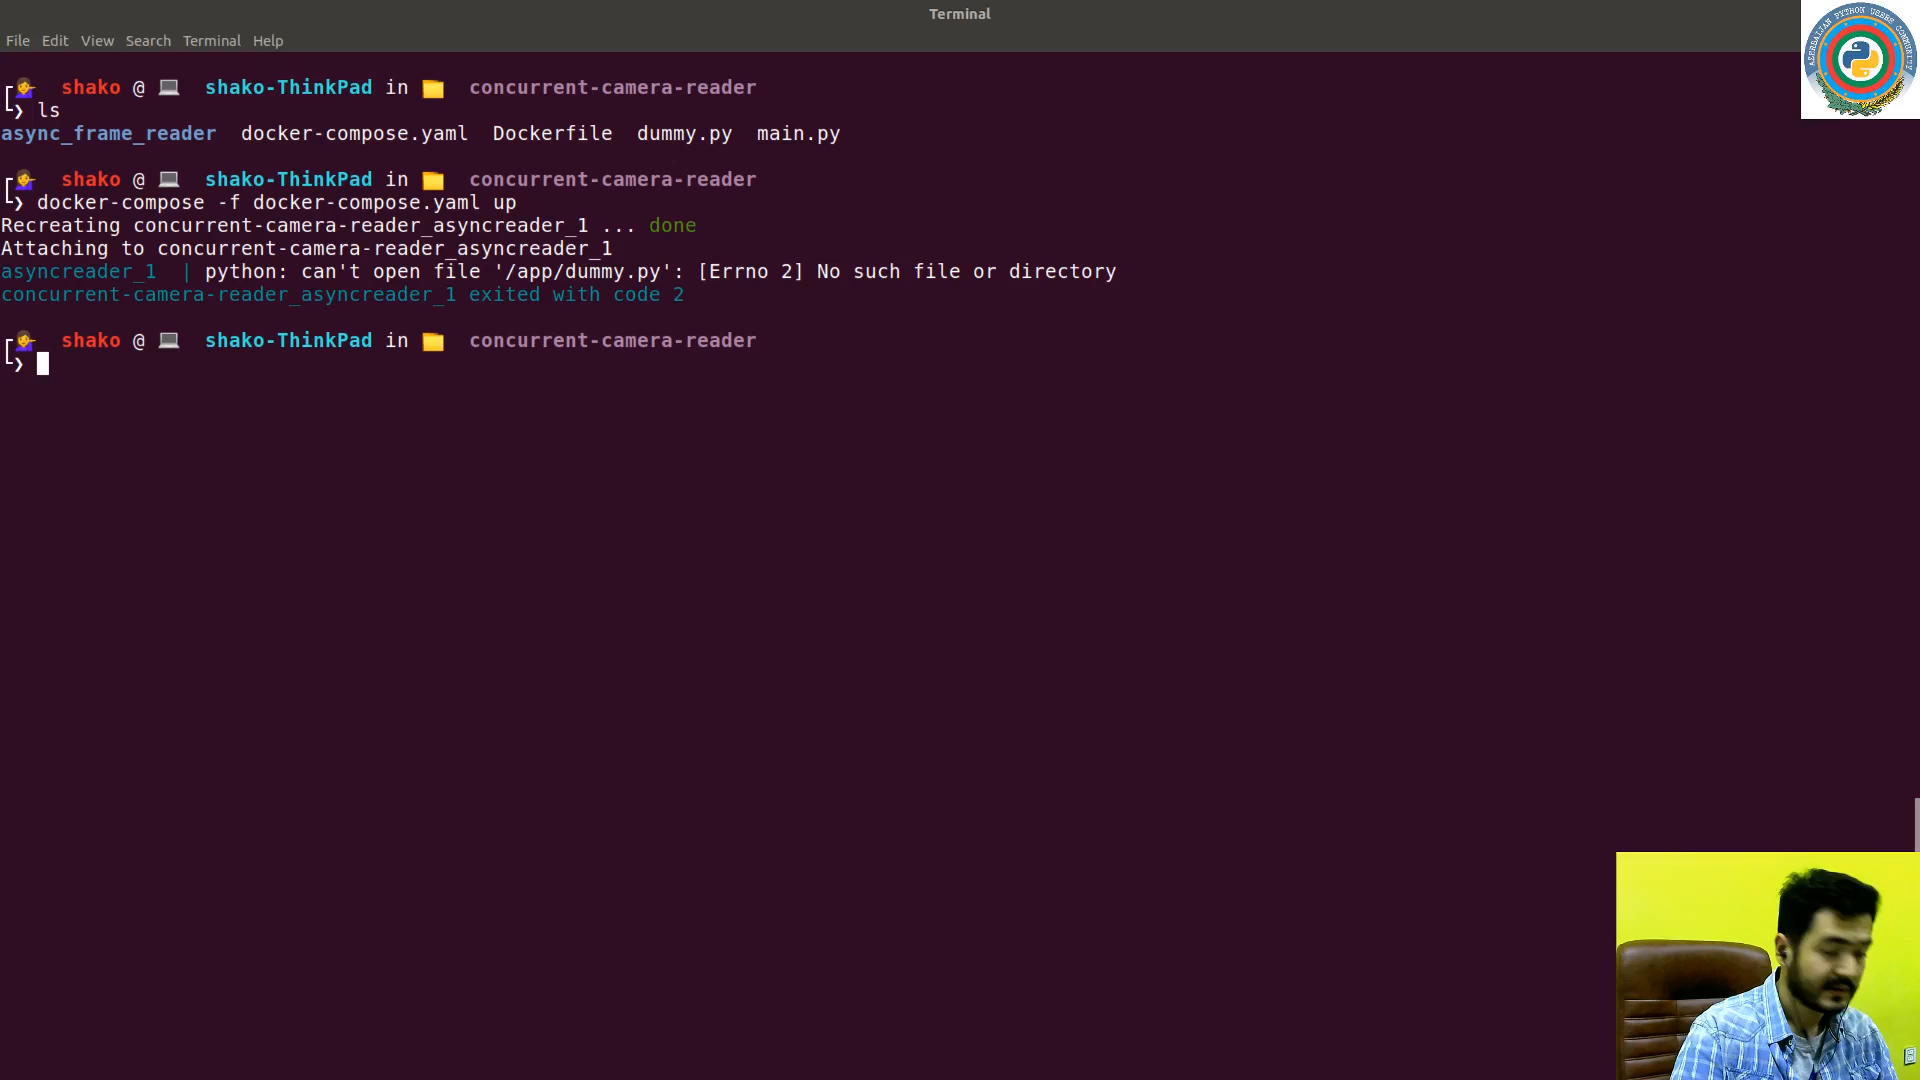 Terminal
File Edit View Search Terminal Help
AZERBAIJAN PYTHON USERS COMMUNITY
shako @ shako-ThinkPad in concurrent-camera-reader
❯ ls
async_frame_reader docker-compose.yaml Dockerfile dummy.py main.py
shako @ shako-ThinkPad in concurrent-camera-reader
❯ docker-compose -f docker-compose.yaml up
Recreating concurrent-camera-reader_asyncreader_1 ... done
Attaching to concurrent-camera-reader_asyncreader_1
asyncreader_1 | python: can't open file '/app/dummy.py': [Errno 2] No such file or directory
concurrent-camera-reader_asyncreader_1 exited with code 2
shako @ shako-ThinkPad in concurrent-camera-reader
❯